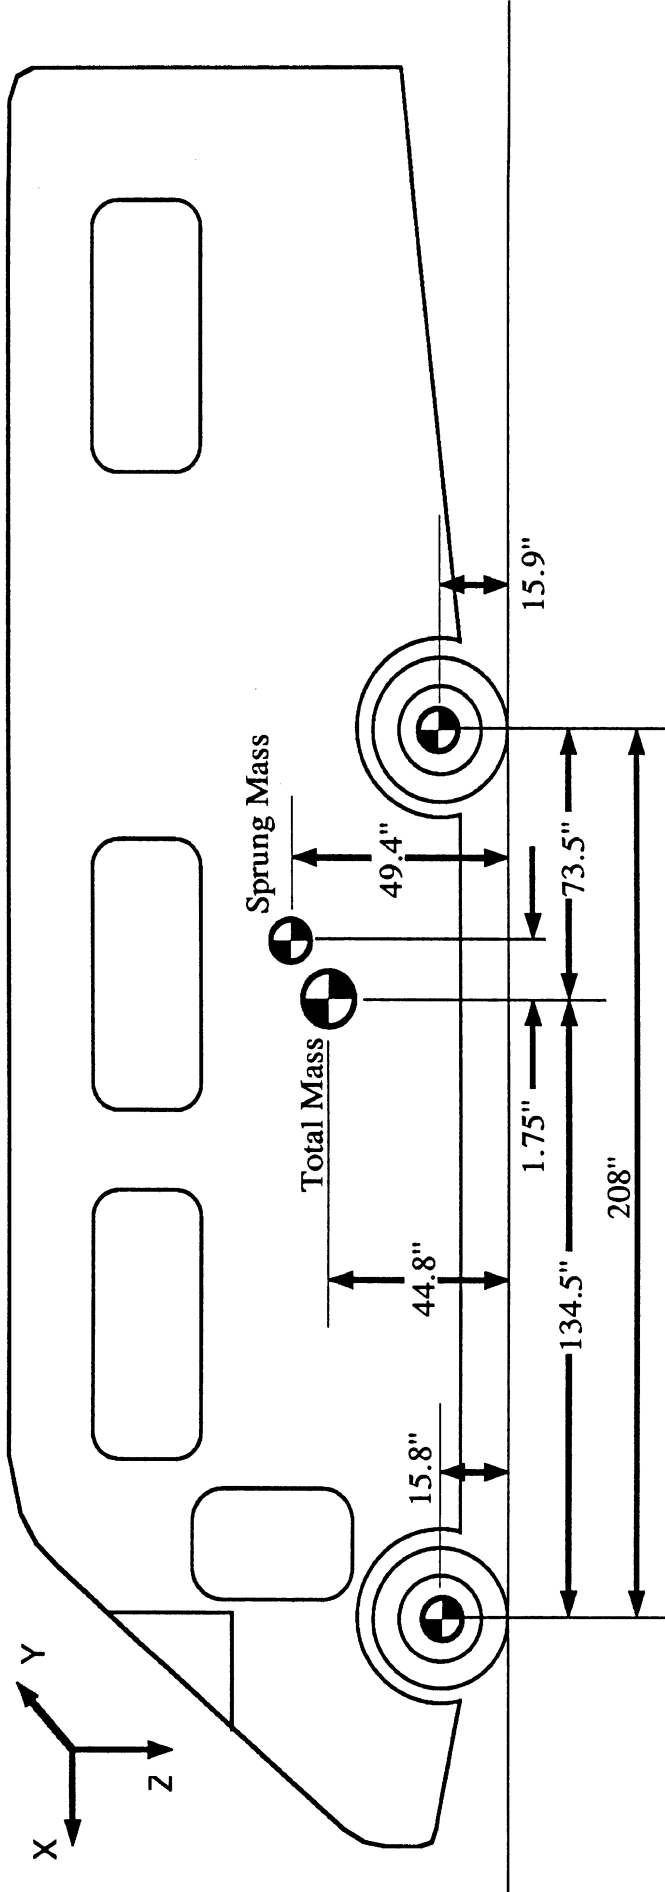 X
Y
Z
Sprung Mass
Total Mass
15.8"
44.8"
49.4"
15.9"
1.75"
134.5"
73.5"
208"